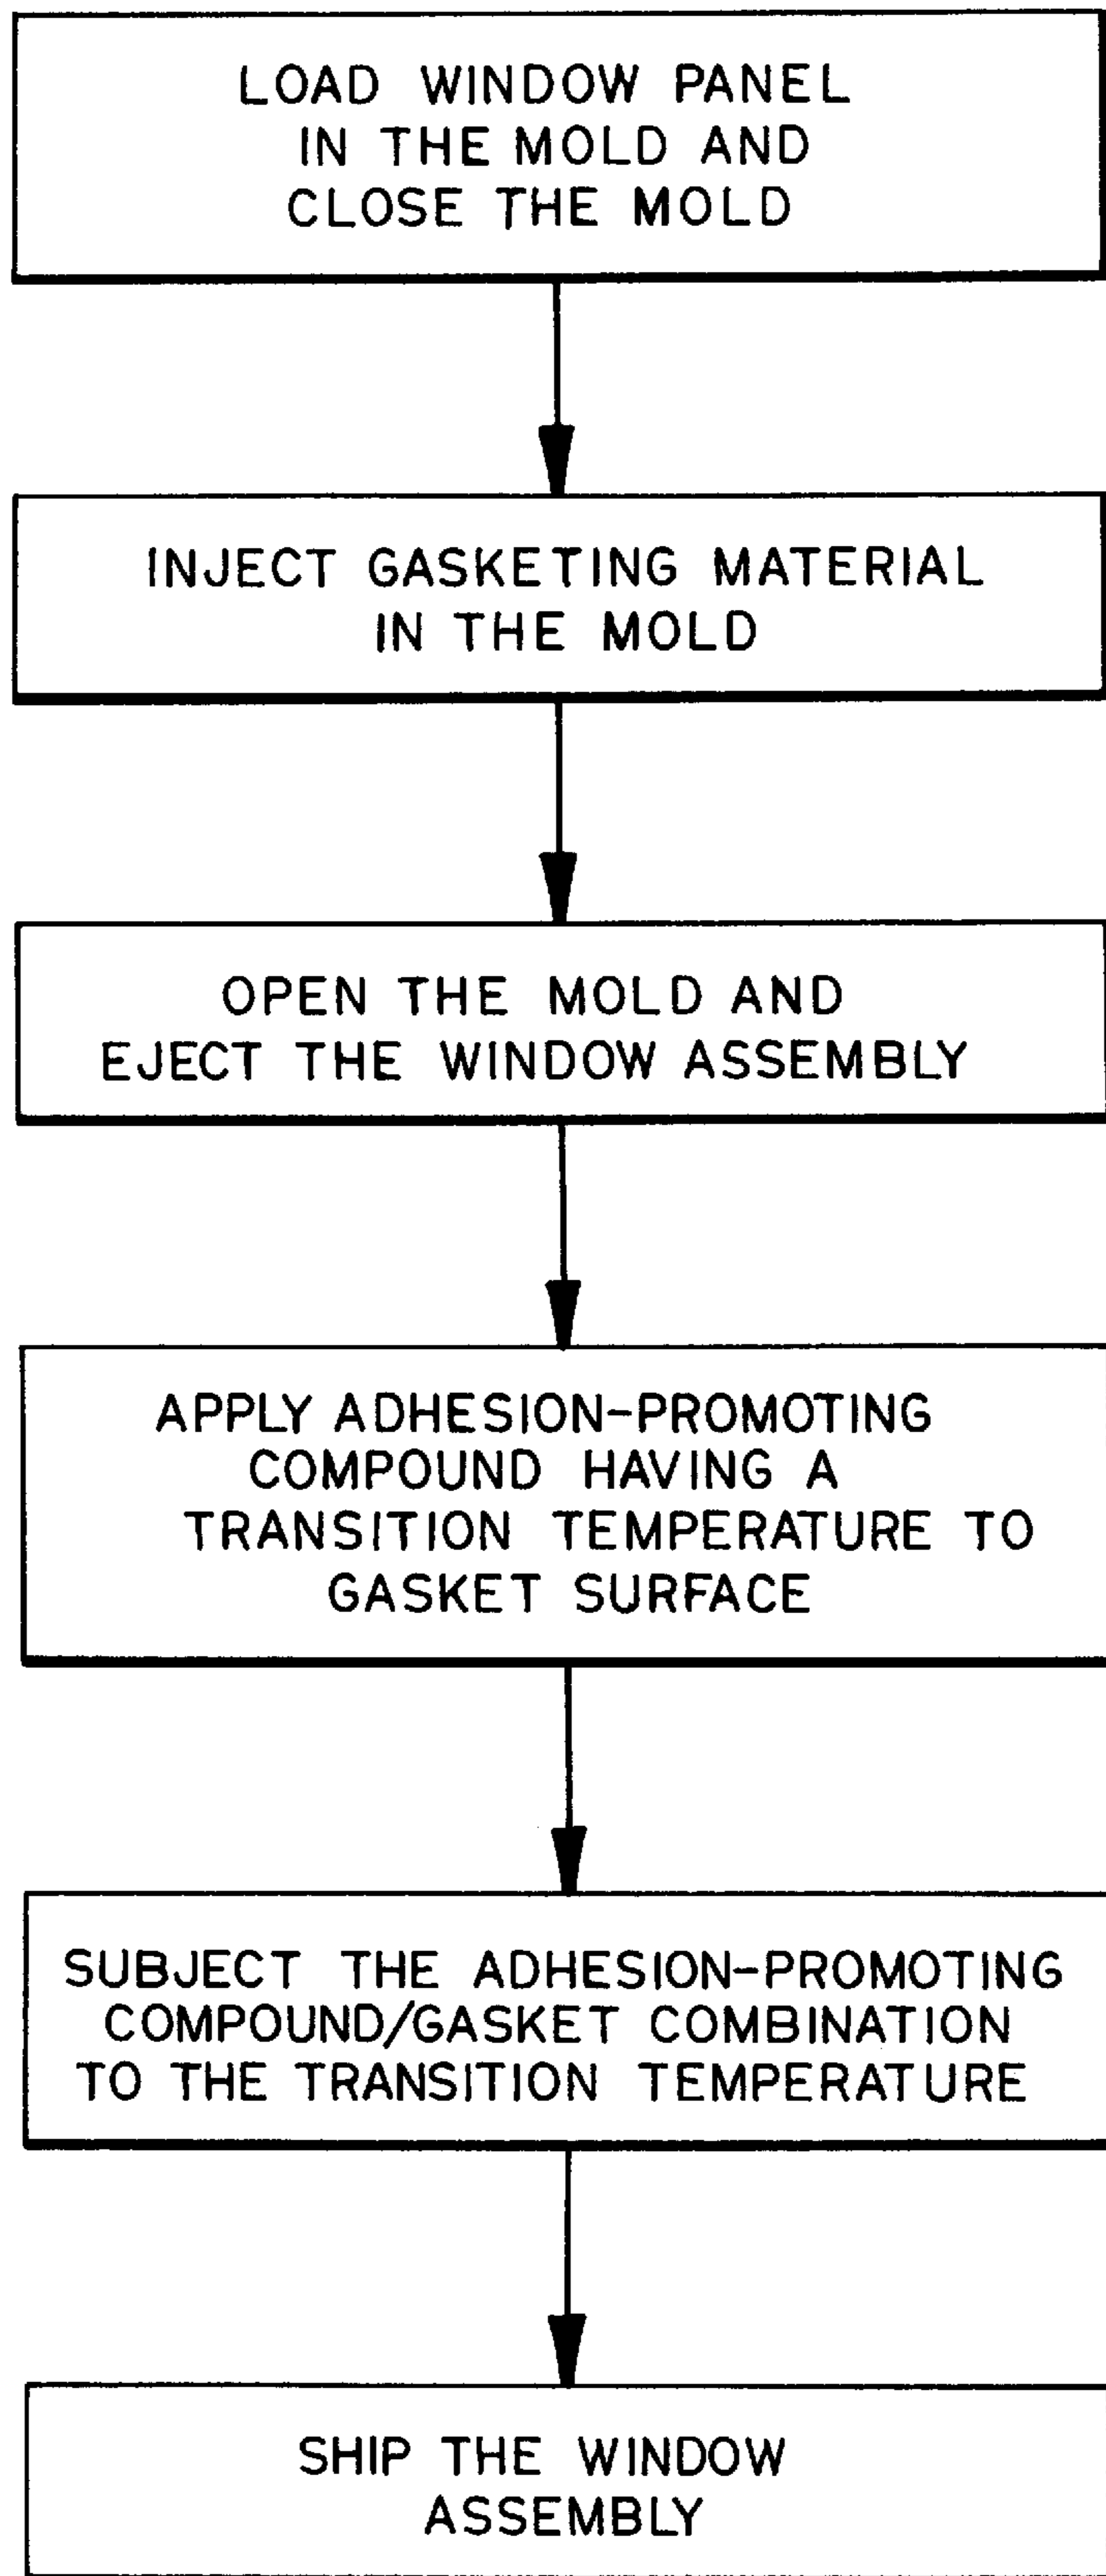 LOAD WINDOW PANEL
IN THE MOLD AND
CLOSE THE MOLD
INJECT GASKETING MATERIAL
IN THE MOLD
OPEN THE MOLD AND
EJECT THE WINDOW ASSEMBLY
APPLY ADHESION-PROMOTING
COMPOUND HAVING A
TRANSITION TEMPERATURE TO
GASKET SURFACE
SUBJECT THE ADHESION-PROMOTING
COMPOUND/GASKET COMBINATION
TO THE TRANSITION TEMPERATURE
SHIP THE WINDOW
ASSEMBLY